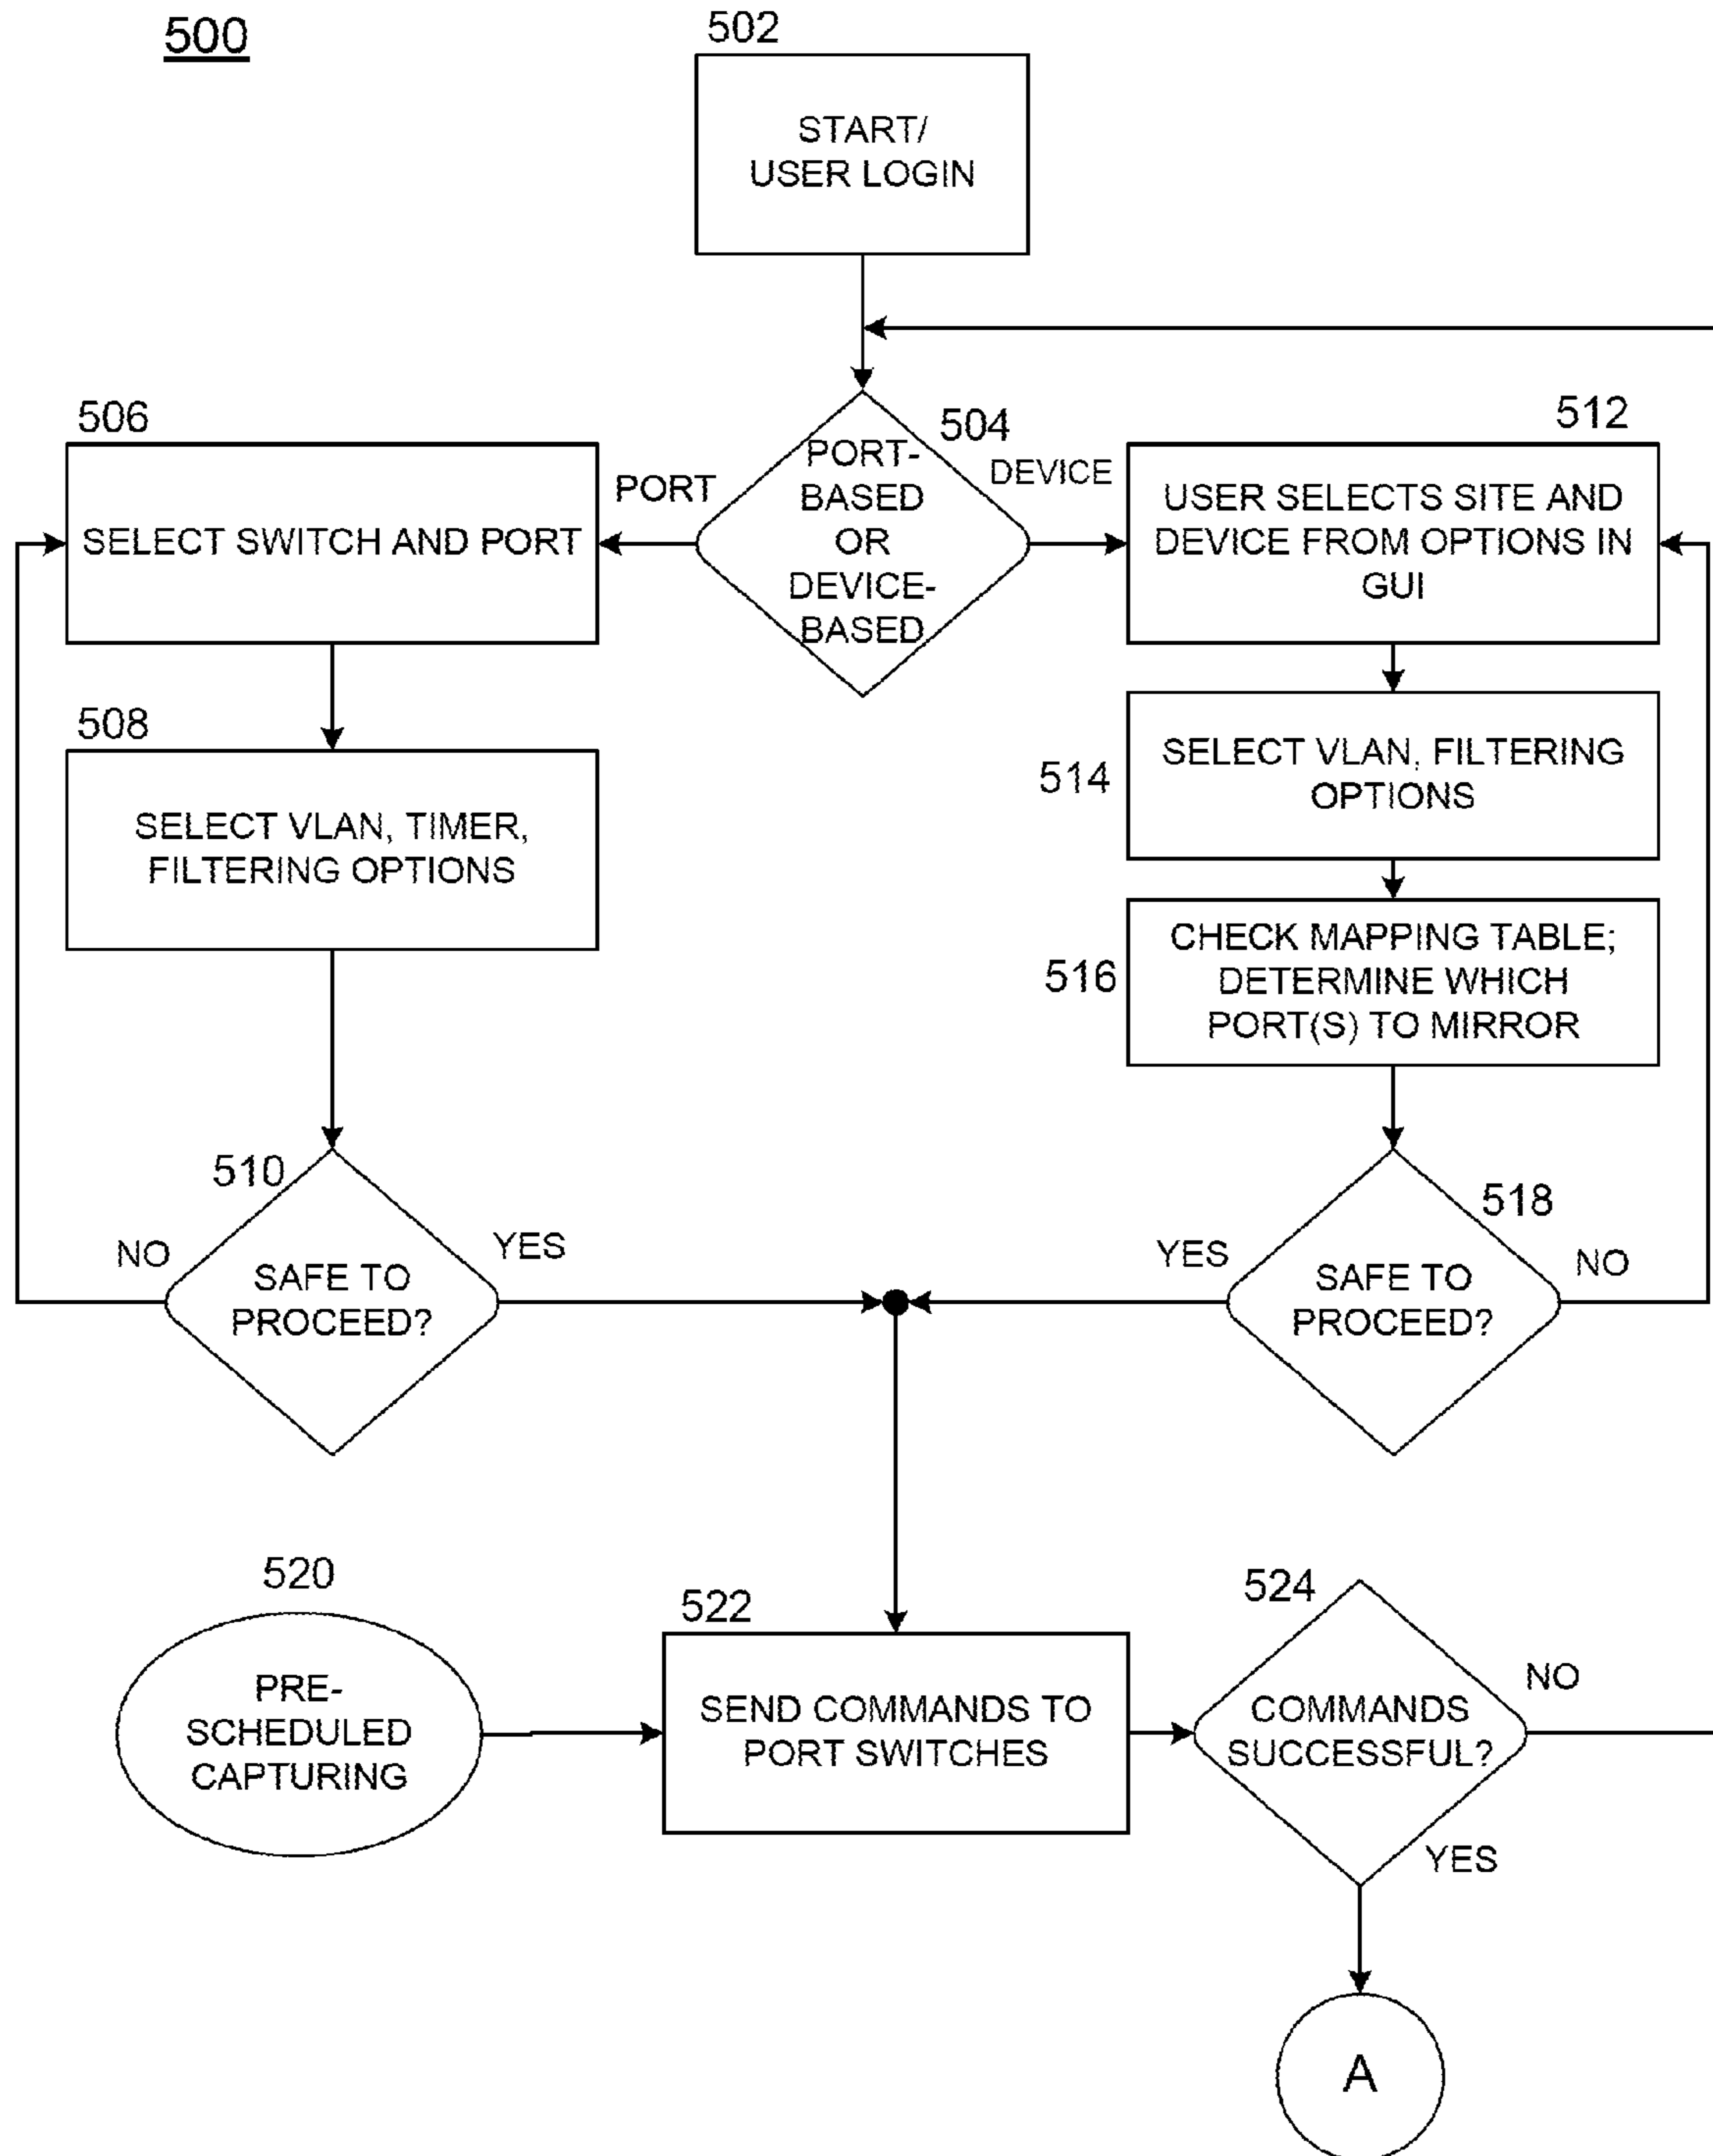 500
502
START/
USER LOGIN
504
PORT-
BASED
OR
DEVICE-
BASED
PORT
DEVICE
506
SELECT SWITCH AND PORT
512
USER SELECTS SITE AND
DEVICE FROM OPTIONS IN
GUI
508
SELECT VLAN, TIMER,
FILTERING OPTIONS
514
SELECT VLAN, FILTERING
OPTIONS
516
CHECK MAPPING TABLE;
DETERMINE WHICH
PORT(S) TO MIRROR
510
NO
YES
SAFE TO
PROCEED?
518
YES
NO
SAFE TO
PROCEED?
520
PRE-
SCHEDULED
CAPTURING
522
SEND COMMANDS TO
PORT SWITCHES
524
COMMANDS
SUCCESSFUL?
NO
YES
A